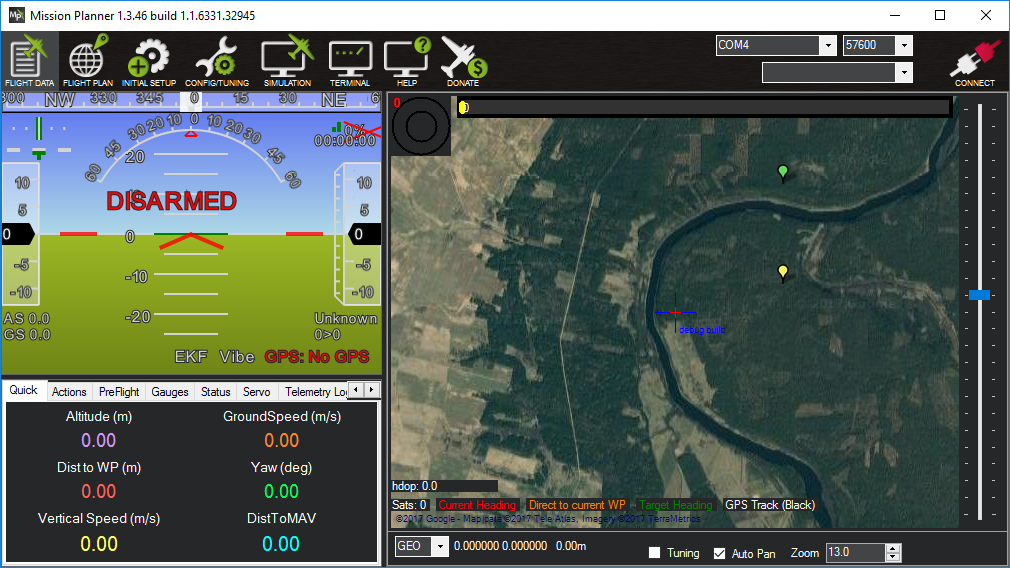 Mission Planner 1.3.46 build 1.1.6331.32945
FLIGHT DATA FLIGHT PLAN INITIAL SETUP CONFIG/TUNING SIMULATION TERMINAL HELP DONATE
COM4 57600
CONNECT
300 NW 330 345 0 15 30 NE 6
0%
00:00:00
60 45 30 20 10 0 10 20 30 45 60
20
DISARMED
10 10
5 5
0 0 0
-5 -5
-10 -10 -10
-20
AS 0.0 Unknown
GS 0.0 0>0
EKF Vibe GPS: No GPS
Quick Actions PreFlight Gauges Status Servo Telemetry Log
Altitude (m) GroundSpeed (m/s)
0.00 0.00
Dist to WP (m) Yaw (deg)
0.00 0.00
Vertical Speed (m/s) DistToMAV
0.00 0.00
0
debug build
hdop: 0.0
Sats: 0 Current Heading Direct to current WP Target Heading GPS Track (Black)
©2017 Google - Map data ©2017 Tele Atlas, Imagery ©2017 TerraMetrics
GEO 0.000000 0.000000 0.00m Tuning Auto Pan Zoom 13.0